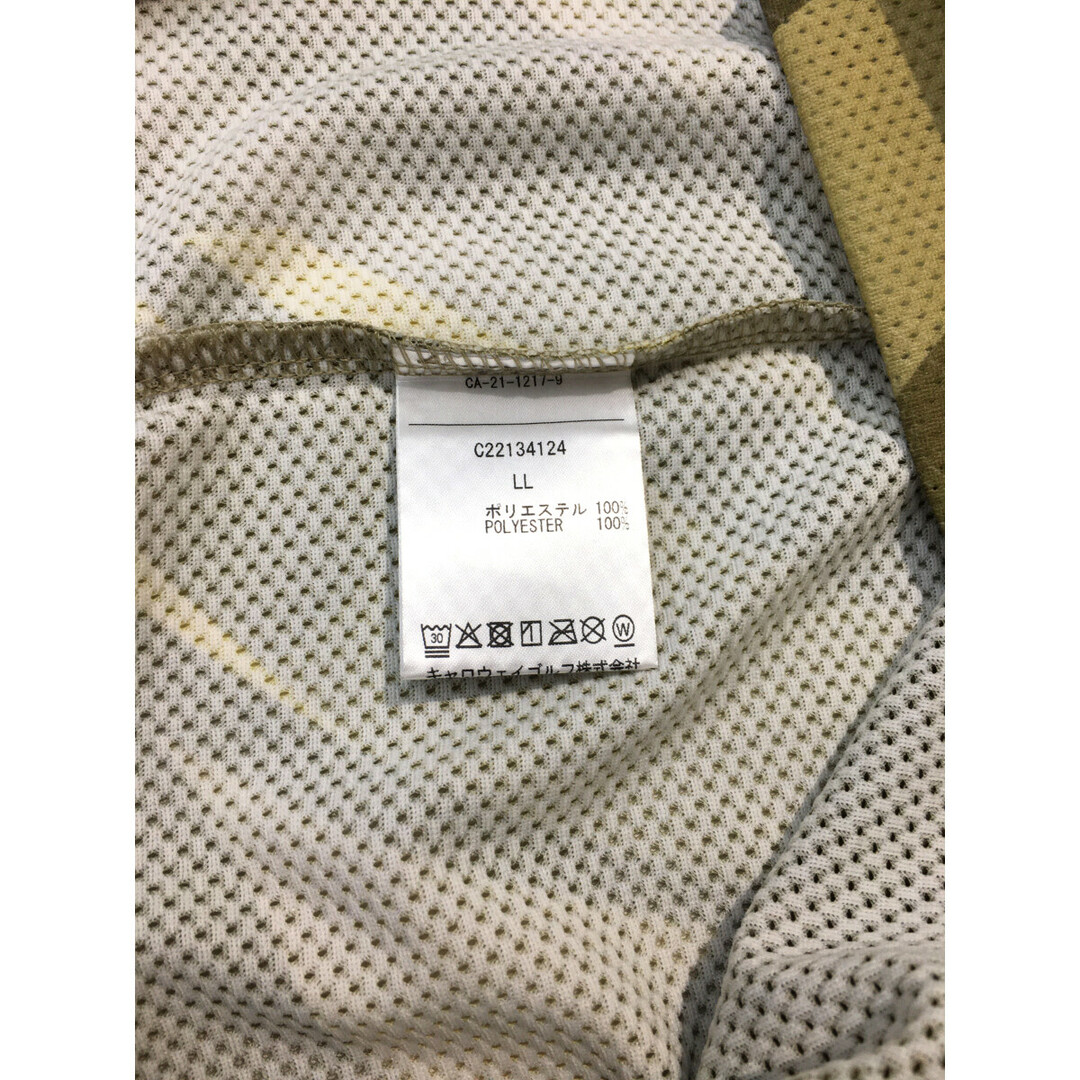 CA-21-1217-9
C22134124
LL
ポリエステル 100%
POLYESTER 100%
30
W
キャロウェイゴルフ株式会社